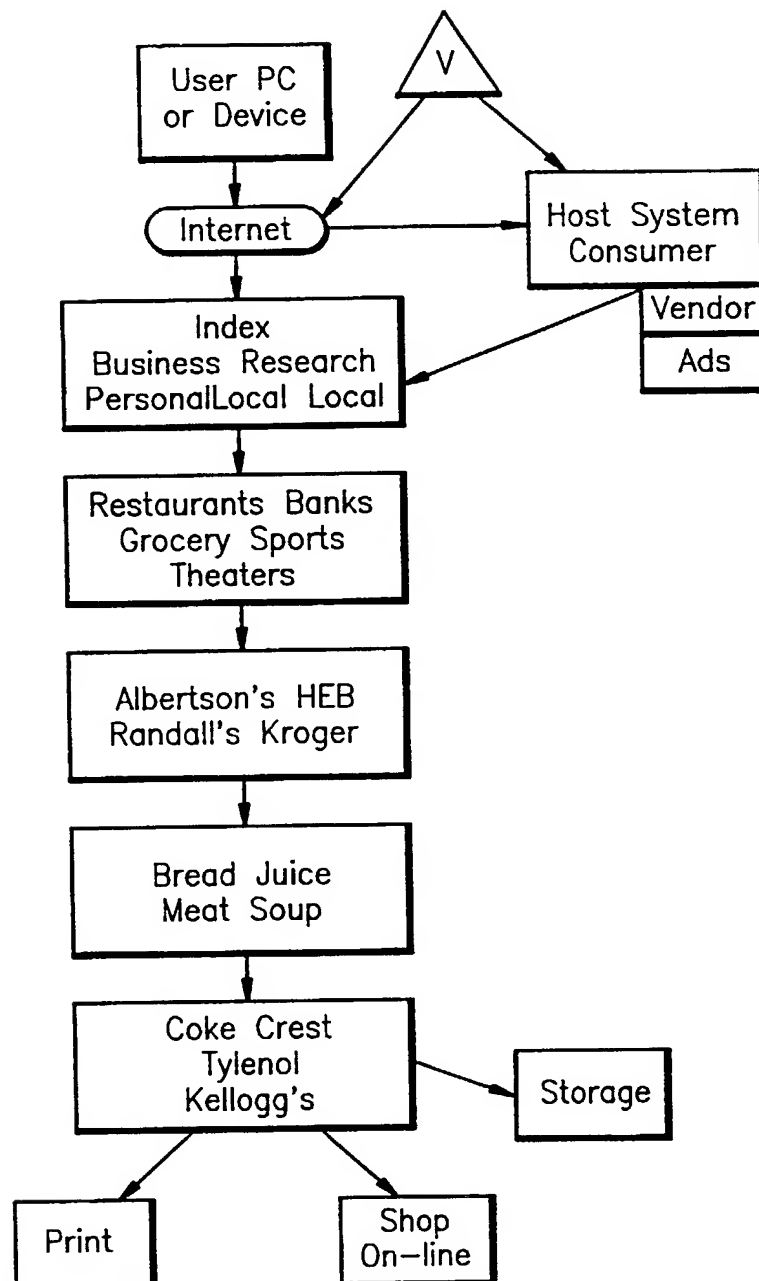 User PC
or Device
V
Internet
Host System
Consumer
Vendor
Ads
Index
Business Research
PersonalLocal Local
Restaurants Banks
Grocery Sports
Theaters
Albertson's HEB
Randall's Kroger
Bread Juice
Meat Soup
Coke Crest
Tylenol
Kellogg's
Storage
Print
Shop
On-line